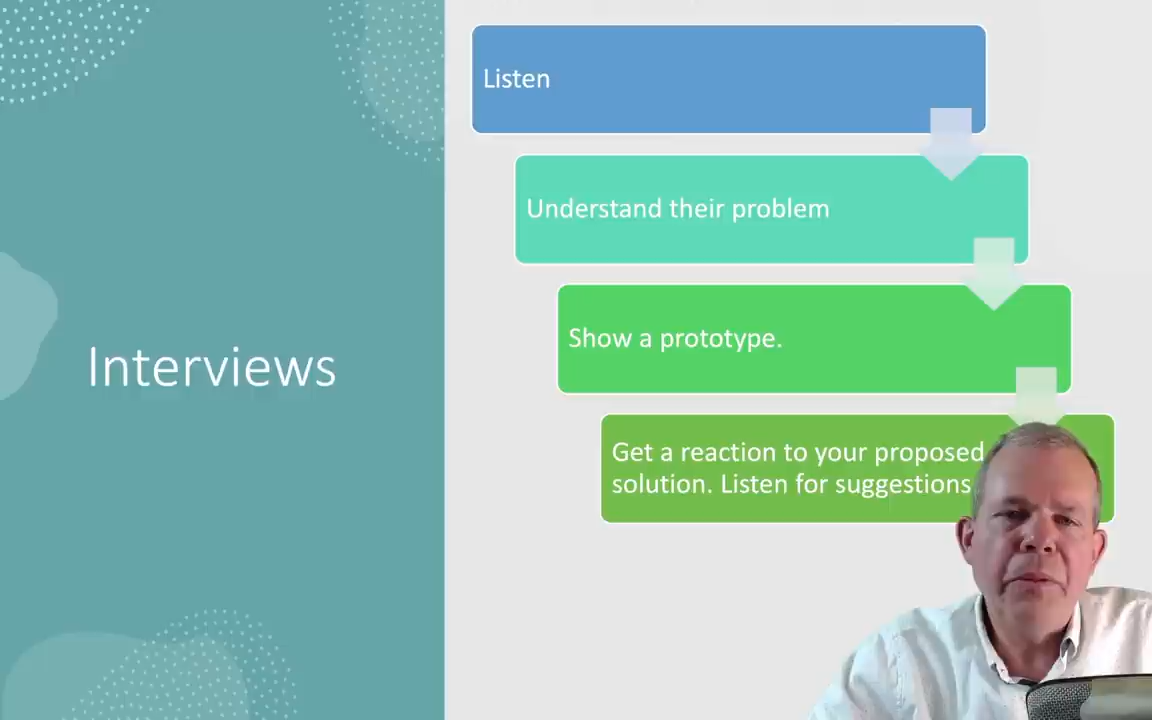 Interviews
Listen
Understand their problem
Show a prototype.
Get a reaction to your proposed
solution. Listen for suggestions